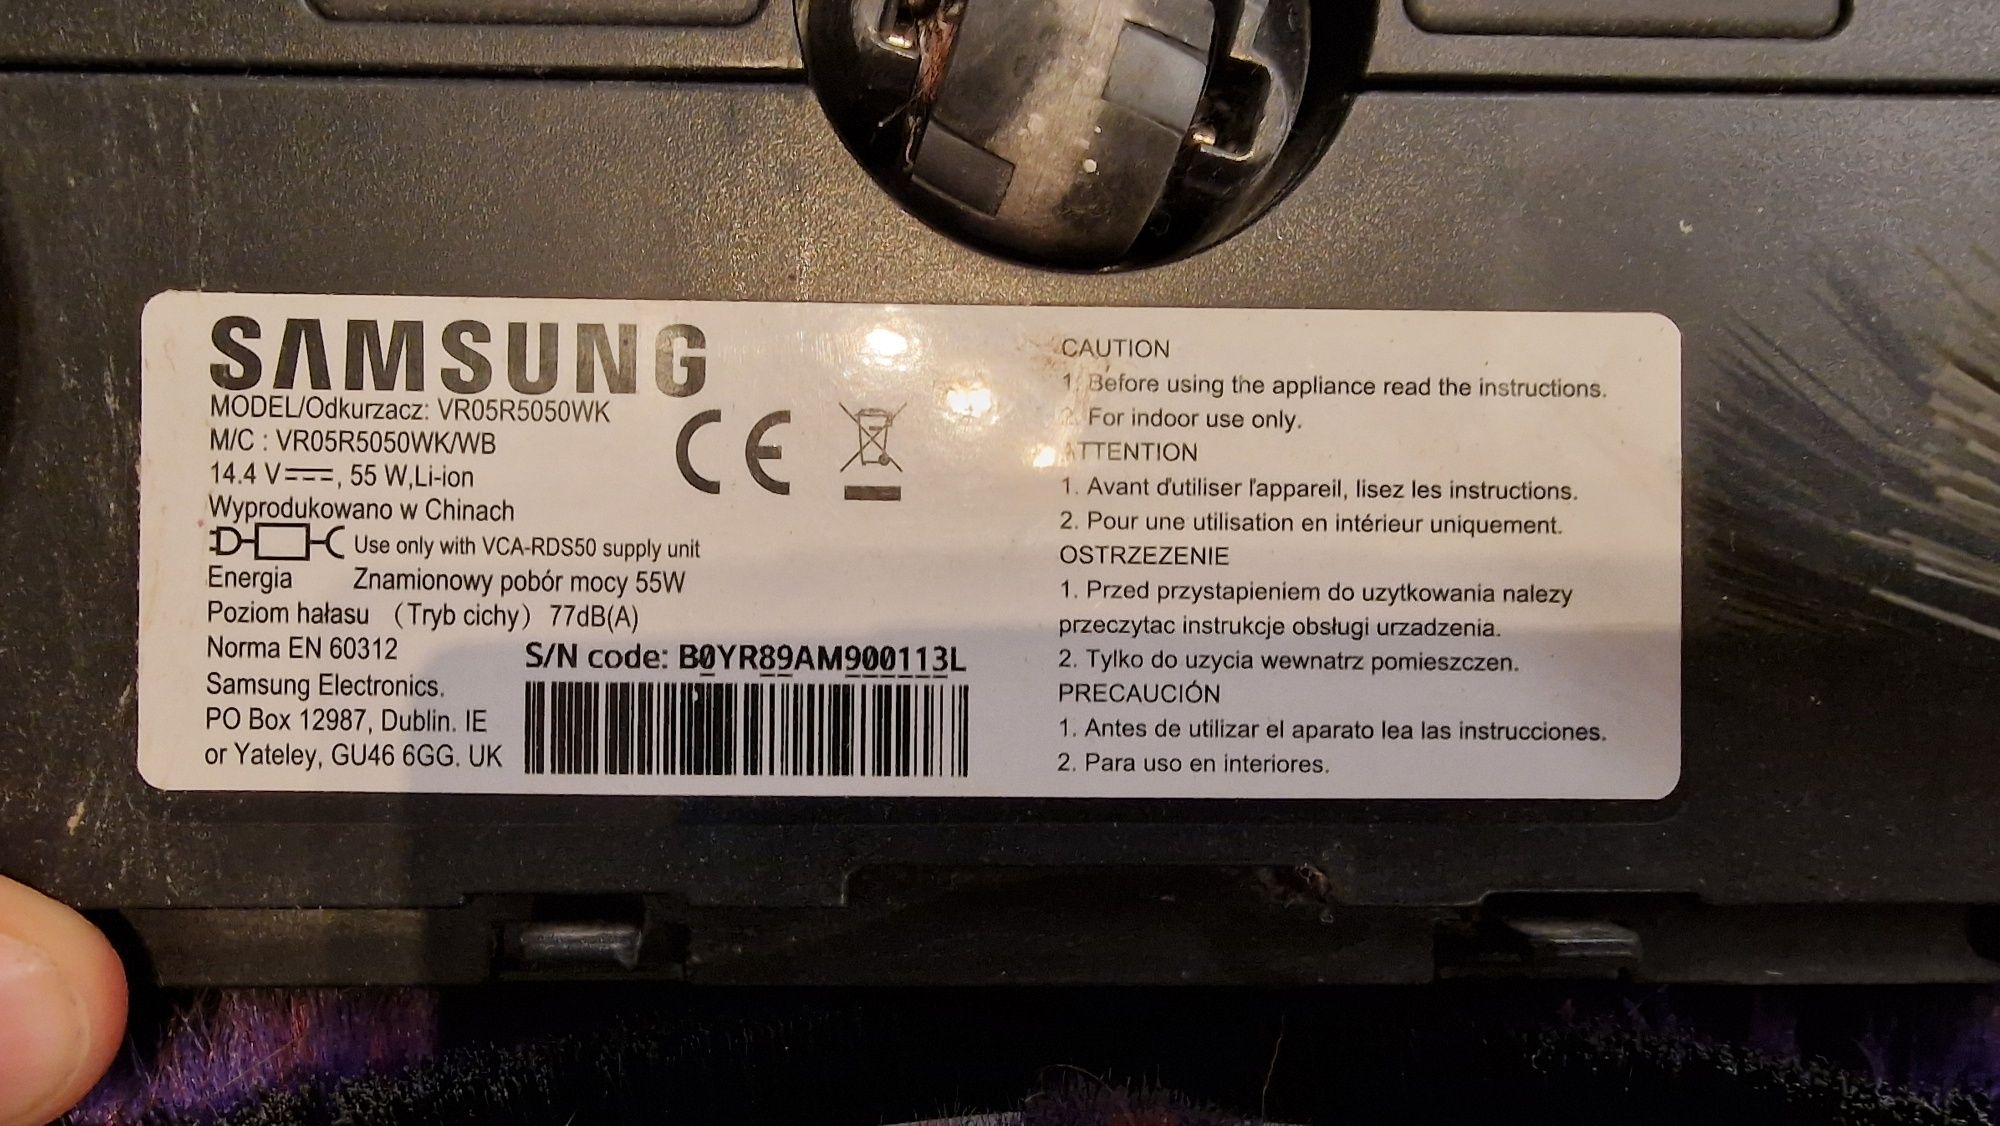 SAMSUNG
MODEL/Odkurzacz: VR05R5050WK
M/C : VR05R5050WK/WB
14.4 V⎓, 55 W,Li-ion
Wyprodukowano w Chinach
Use only with VCA-RDS50 supply unit
Energia Znamionowy pobór mocy 55W
Poziom hałasu (Tryb cichy) 77dB(A)
Norma EN 60312
Samsung Electronics.
PO Box 12987, Dublin. IE
or Yateley, GU46 6GG. UK
CE
S/N code: B0YR89AM900113L
CAUTION
1. Before using the appliance read the instructions.
2. For indoor use only.
ATTENTION
1. Avant d'utiliser l'appareil, lisez les instructions.
2. Pour une utilisation en intérieur uniquement.
OSTRZEZENIE
1. Przed przystapieniem do uzytkowania nalezy
przeczytac instrukcje obsługi urzadzenia.
2. Tylko do uzycia wewnatrz pomieszczen.
PRECAUCIÓN
1. Antes de utilizar el aparato lea las instrucciones.
2. Para uso en interiores.